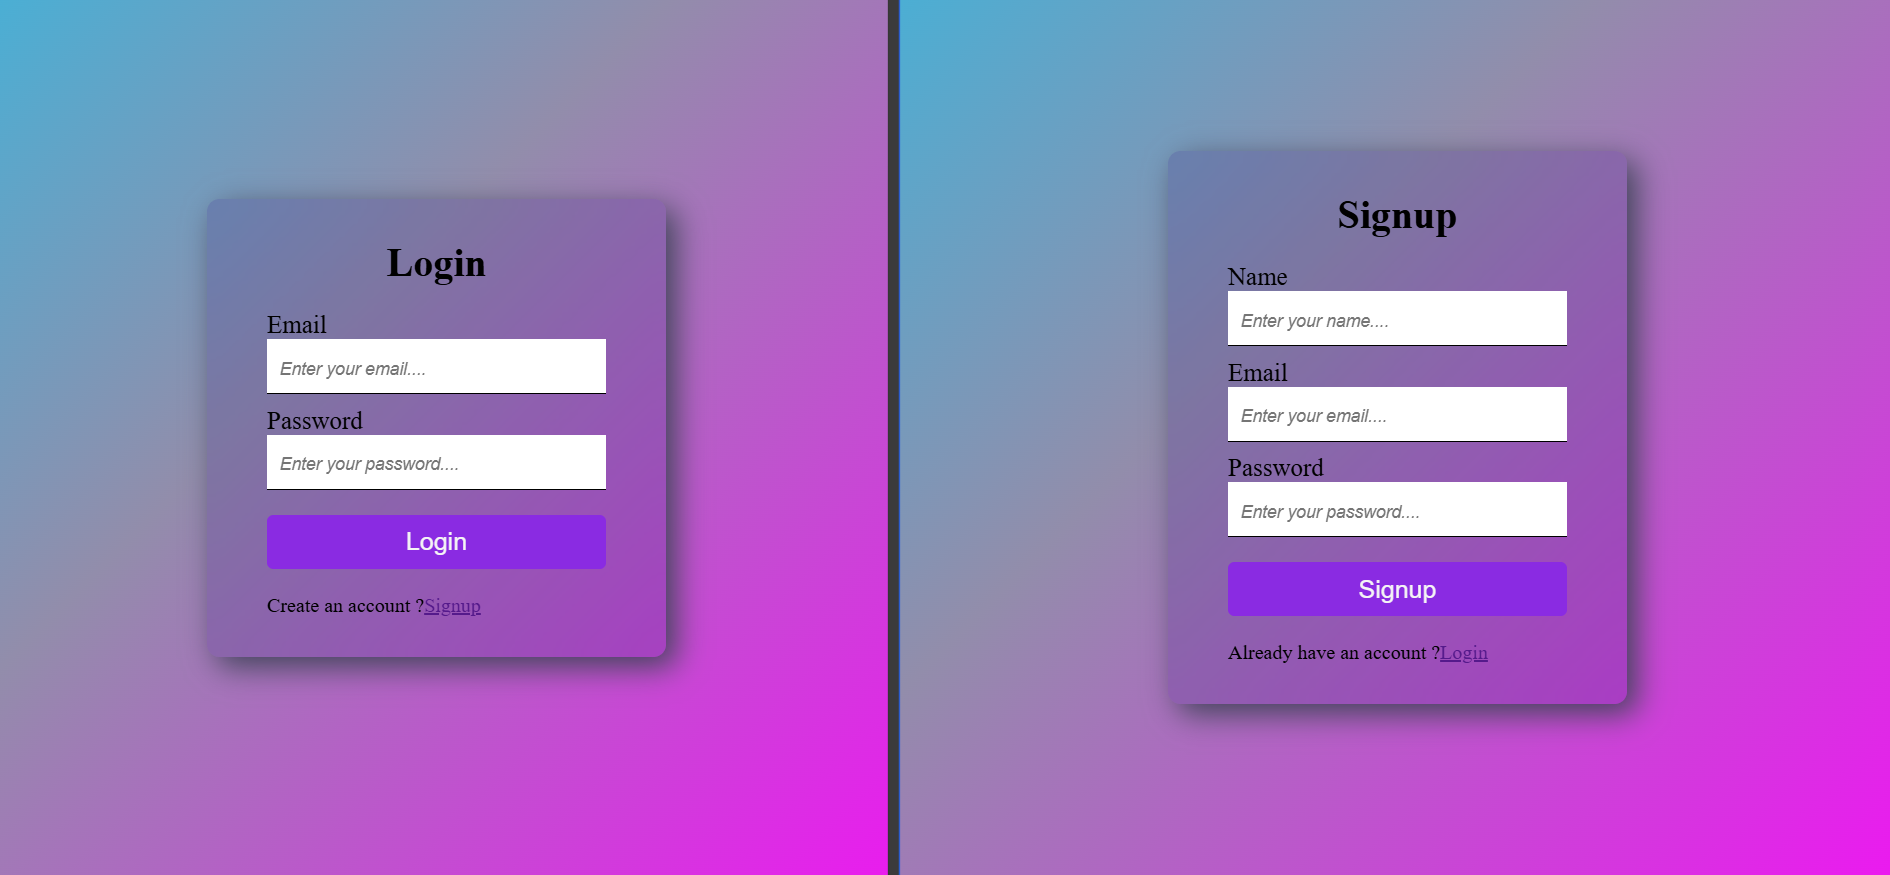 Login
Email
Enter your email....
Password
Enter your password....
Login
Create an account ?Signup
Signup
Name
Enter your name....
Email
Enter your email....
Password
Enter your password....
Signup
Already have an account ?Login